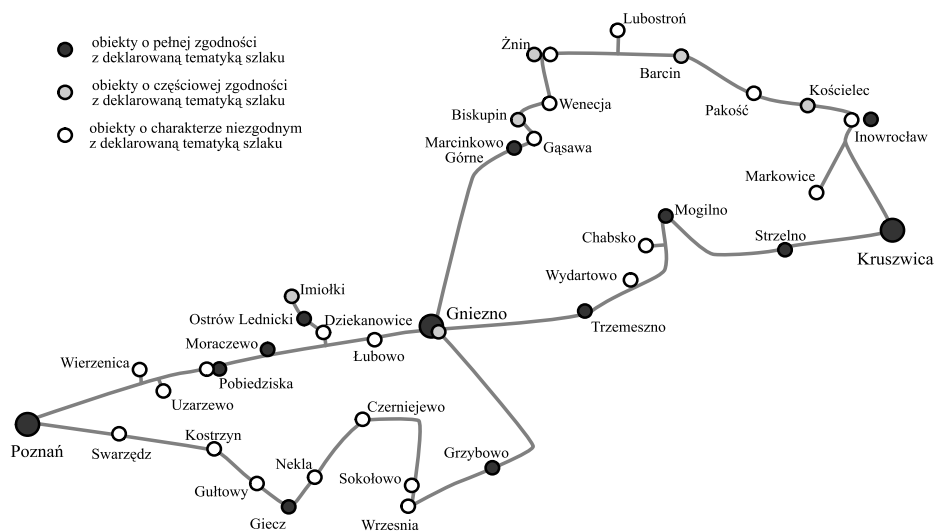 obiekty o pełnej zgodności
z deklarowaną tematyką szlaku
obiekty o częściowej zgodności
z deklarowaną tematyką szlaku
obiekty o charakterze niezgodnym
z deklarowaną tematyką szlaku
Lubostroń
Żnin
Barcin
Kościelec
Pakość
Wenecja
Biskupin
Inowrocław
Marcinkowo
Górne
Gąsawa
Markowice
Mogilno
Chabsko
Strzelno
Kruszwica
Wydartowo
Imiołki
Ostrów Lednicki
Dziekanowice
Gniezno
Trzemeszno
Moraczewo
Łubowo
Wierzenica
Pobiedziska
Uzarzewo
Czerniejewo
Poznań
Swarzędz
Kostrzyn
Grzybowo
Nekla
Sokołowo
Gułtowy
Giecz
Wrzesnia